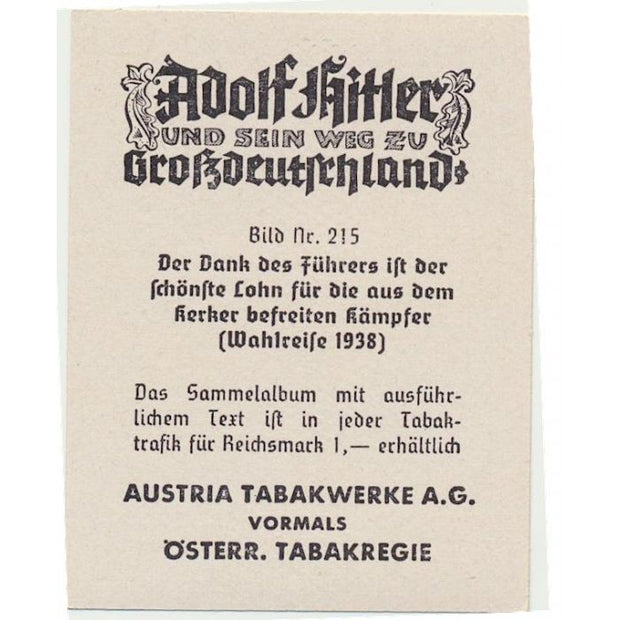 Adolf Hitler
UND SEIN WEG ZU
Großdeutschland
Bild Nr. 215
Der Dank des Führers ist der
schönste Lohn für die aus dem
Kerker befreiten Kämpfer
(Wahlreise 1938)
Das Sammelalbum mit ausführ-
lichem Text ist in jeder Tabak-
trafik für Reichsmark 1,— erhältlich
AUSTRIA TABAKWERKE A.G.
VORMALS
ÖSTERR. TABAKREGIE